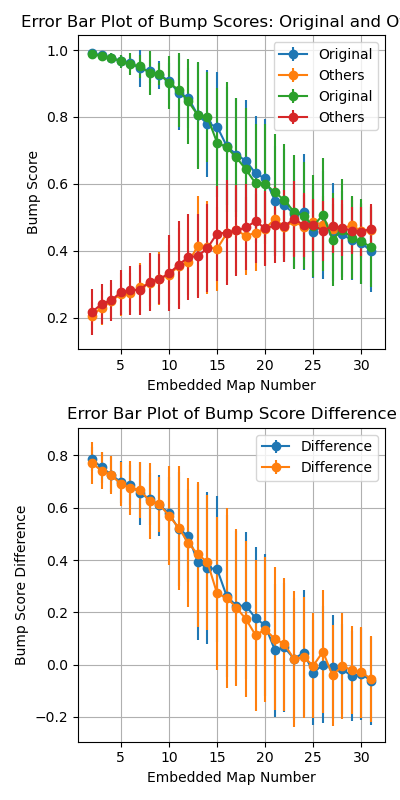 Error Bar Plot of Bump Scores: Original and O
1.0
0.8
0.6
0.4
0.2
Bump Score
Original
Others
Original
Others
5 10 15 20 25 30
Embedded Map Number
Error Bar Plot of Bump Score Difference
0.8
0.6
0.4
0.2
0.0
−0.2
Bump Score Difference
Difference
Difference
5 10 15 20 25 30
Embedded Map Number